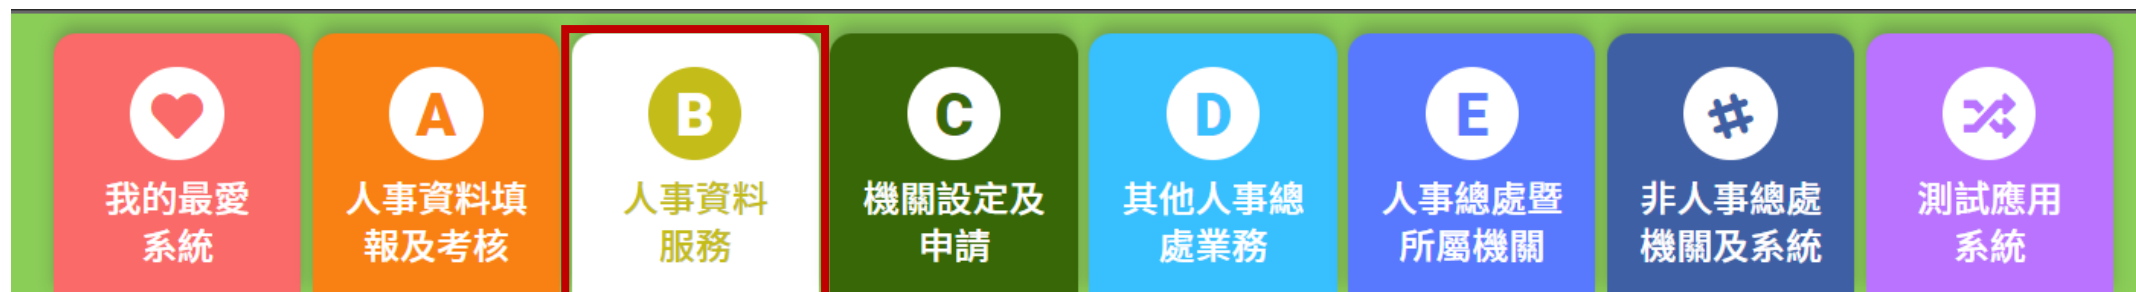 我的最愛
系統
A
人事資料填
報及考核
B
人事資料
服務
C
機關設定及
申請
D
其他人事總
處業務
E
人事總處暨
所屬機關
#
非人事總處
機關及系統
測試應用
系統